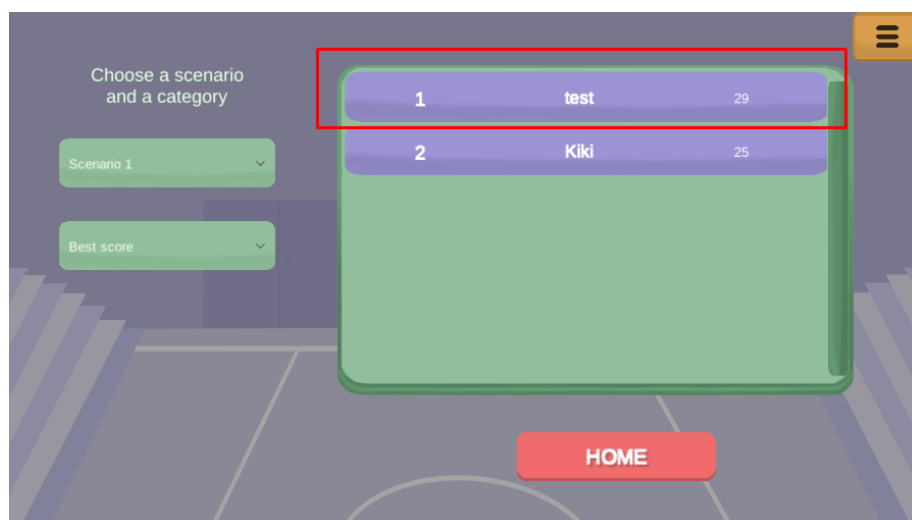 Choose a scenario
and a category
Scenario 1
Best score
1 test 29
2 Kiki 25
HOME